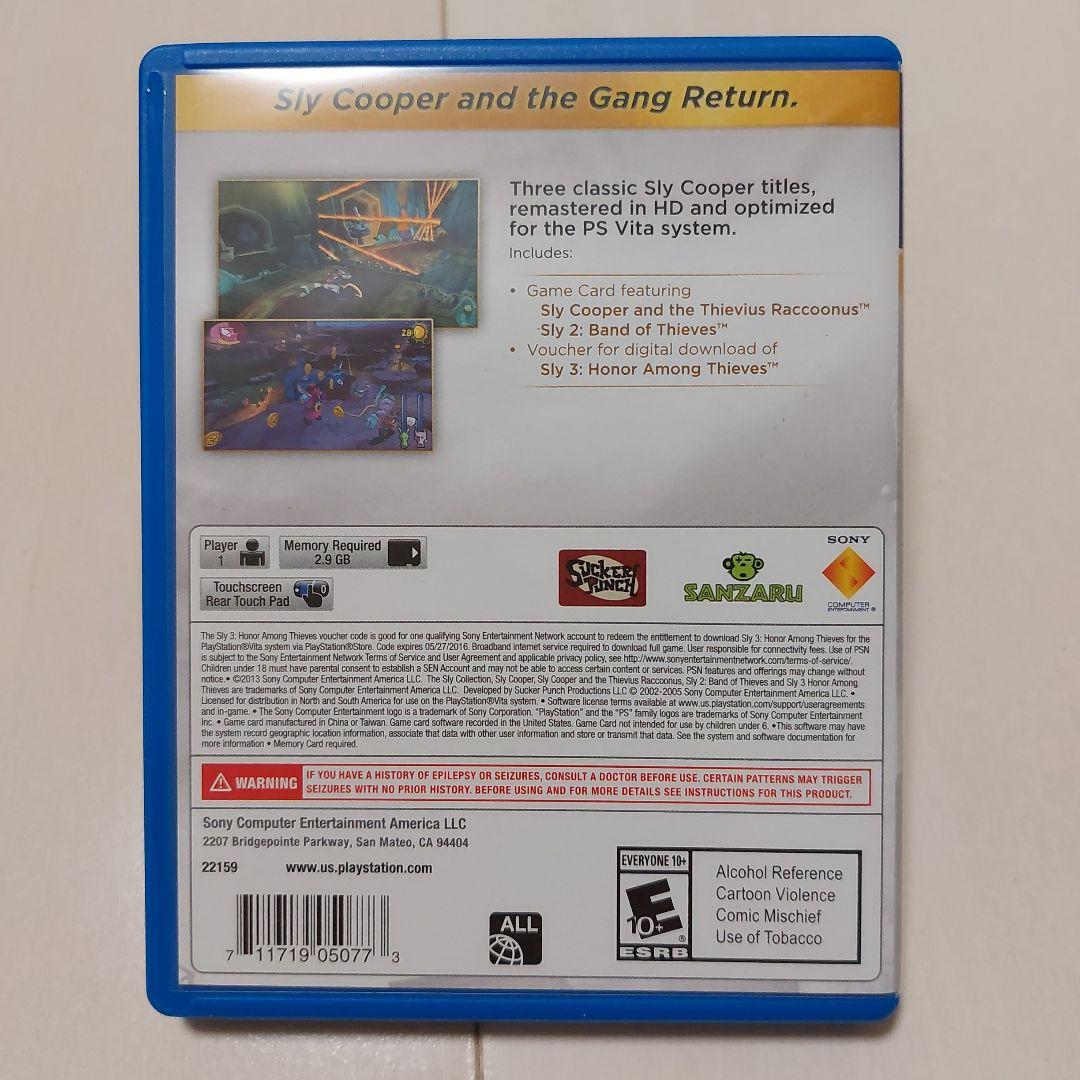 Sly Cooper and the Gang Return.
Three classic Sly Cooper titles,
remastered in HD and optimized
for the PS Vita system.
Includes:
• Game Card featuring
Sly Cooper and the Thievius Raccoonus™
Sly 2: Band of Thieves™
• Voucher for digital download of
Sly 3: Honor Among Thieves™
28
Player
1
Memory Required
2.9 GB
Touchscreen
Rear Touch Pad
SUCKER PUNCH
SANZARU
SONY
COMPUTER
ENTERTAINMENT®
The Sly 3: Honor Among Thieves voucher code is good for one qualifying Sony Entertainment Network account to redeem the entitlement to download Sly 3: Honor Among Thieves for the
PlayStation®Vita system via PlayStation®Store. Code expires 05/27/2016. Broadband internet service required to download full game. User responsible for connectivity fees. Use of PSN
is subject to the Sony Entertainment Network Terms of Service and User Agreement and applicable privacy policy, see http://www.sonyentertainmentnetwork.com/terms-of-service/.
Children under 18 must have parental consent to establish a SEN Account and may not be able to access certain content or services. PSN features and offerings may change without
notice. • ©2013 Sony Computer Entertainment America LLC. The Sly Collection, Sly Cooper, Sly Cooper and the Thievius Raccoonus, Sly 2: Band of Thieves and Sly 3 Honor Among
Thieves are trademarks of Sony Computer Entertainment America LLC. Developed by Sucker Punch Productions LLC © 2002-2005 Sony Computer Entertainment America LLC. •
Licensed for distribution in North and South America for use on the PlayStation®Vita system. • Software license terms available at www.us.playstation.com/support/useragreements
and in-game. • The Sony Computer Entertainment logo is a trademark of Sony Corporation. "PlayStation" and the "PS" family logos are trademarks of Sony Computer Entertainment
Inc. • Game card manufactured in China or Taiwan. Game card software recorded in the United States. Game Card not intended for use by children under 6. •This software may have
the system record geographic location information, associate that data with other user information and store or transmit that data. See the system and software documentation for
more information • Memory Card required.
WARNING
IF YOU HAVE A HISTORY OF EPILEPSY OR SEIZURES, CONSULT A DOCTOR BEFORE USE. CERTAIN PATTERNS MAY TRIGGER
SEIZURES WITH NO PRIOR HISTORY. BEFORE USING AND FOR MORE DETAILS SEE INSTRUCTIONS FOR THIS PRODUCT.
Sony Computer Entertainment America LLC
2207 Bridgepointe Parkway, San Mateo, CA 94404
22159 www.us.playstation.com
7 11719 05077 3
ALL
EVERYONE 10+
E
10+
®
ESRB
Alcohol Reference
Cartoon Violence
Comic Mischief
Use of Tobacco